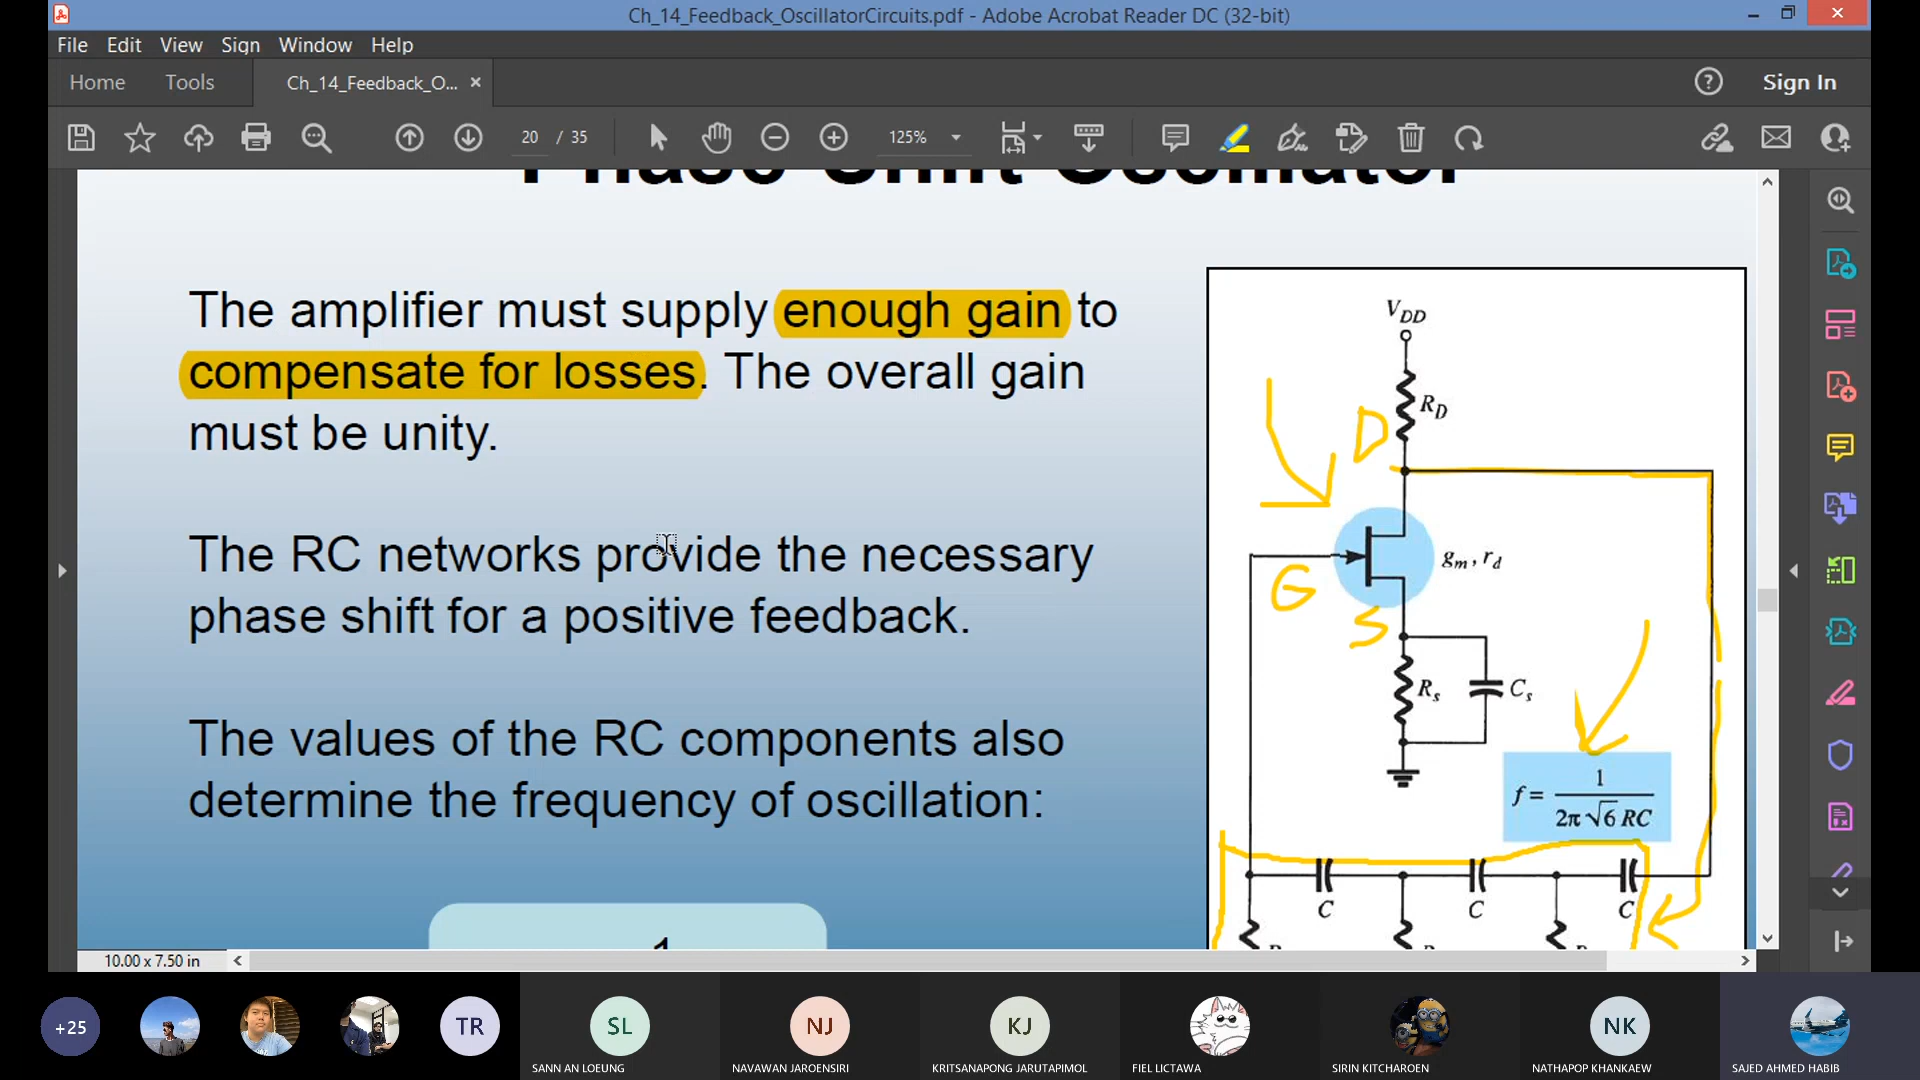 Ch_14_Feedback_OscillatorCircuits.pdf - Adobe Acrobat Reader DC (32-bit)
File Edit View Sign Window Help
Home Tools Ch_14_Feedback_O... × Sign In
20 / 35 125%
Phase Shift Oscillator
The amplifier must supply enough gain to
compensate for losses. The overall gain
must be unity.
The RC networks provide the necessary
phase shift for a positive feedback.
The values of the RC components also
determine the frequency of oscillation:
1
V_DD
R_D
D
g_m, r_d
G
S
R_s C_s
f = 1 / 2π√6 RC
C C C
10.00 x 7.50 in
+25 TR SL NJ KJ NK
SANN AN LOEUNG NAVAWAN JAROENSIRI KRITSANAPONG JARUTAPIMOL FIEL LICTAWA SIRIN KITCHAROEN NATHAPOP KHANKAEW SAJED AHMED HABIB